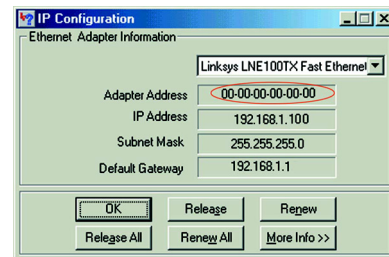 IP Configuration
Ethernet Adapter Information
Linksys LNE100TX Fast Ethernet
Adapter Address 00-00-00-00-00-00
IP Address 192.168.1.100
Subnet Mask 255.255.255.0
Default Gateway 192.168.1.1
OK Release Renew
Release All Renew All More Info >>